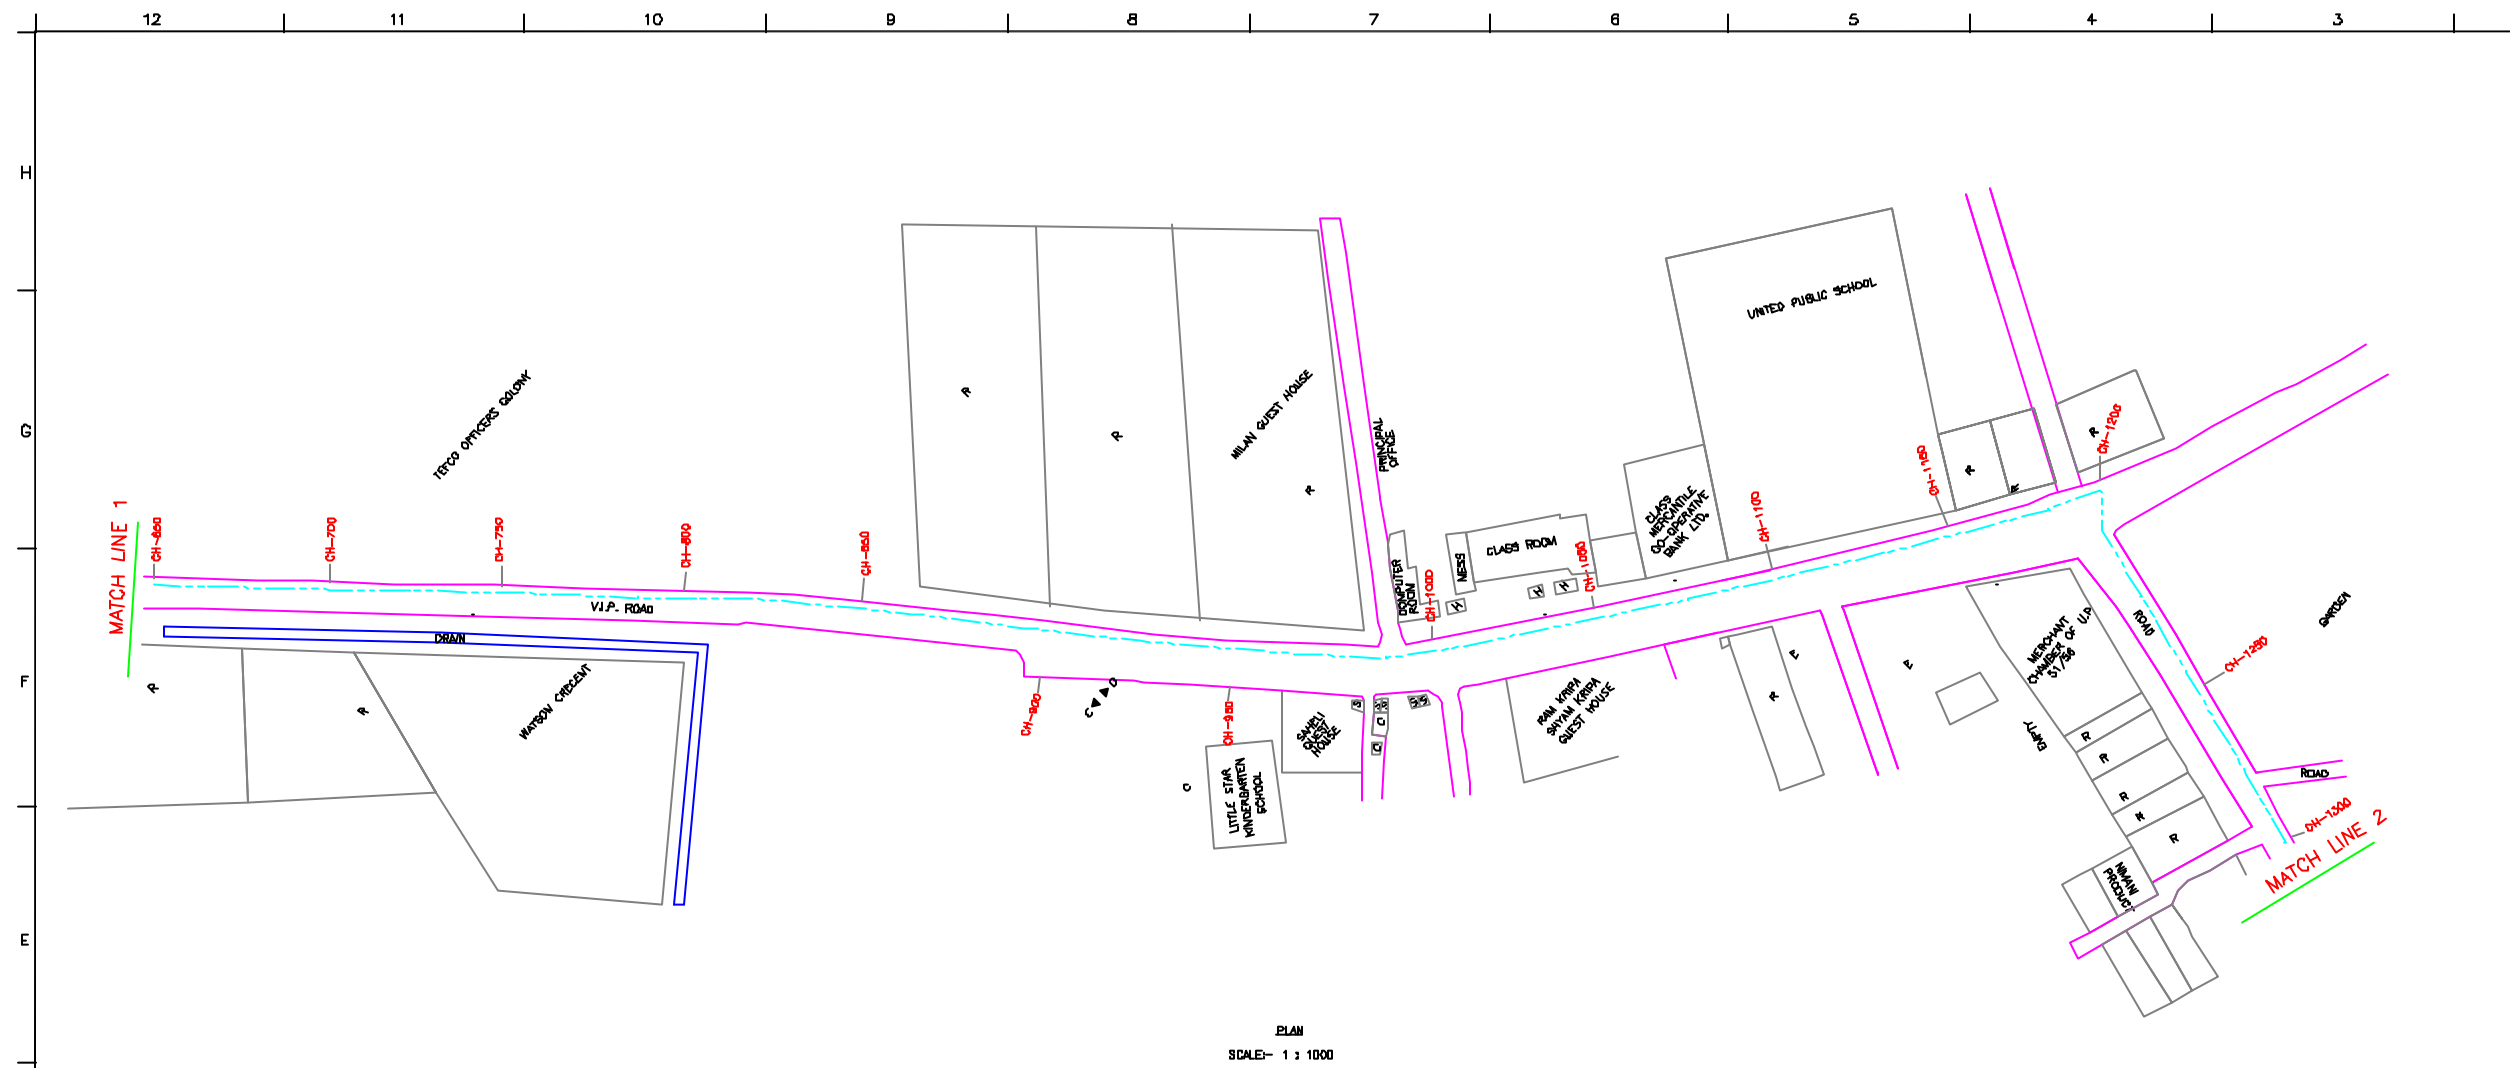 12 11 10 9 8 7 6 5 4 3
H
G
F
E
MATCH LINE 1
CH-650
CH-700
CH-750
CH-800
CH-850
CH-900
CH-950
CH-1000
CH-1050
CH-1100
CH-1150
CH-1200
CH-1250
CH-1300
MATCH LINE 2
TEFCO OFFICERS COLONY
V.I.P. ROAD
DRAIN
WATSOW CRECENT
R
R
R
R
MILAN GUEST HOUSE
R
PRINCIPAL
OFFICE
COMPUTER
ROOM
MESS
CLASS ROOM
H
H
H
CLASS
MERCANTILE
CO-OPERATIVE
BANK LTD.
UNITED PUBLIC SCHOOL
R
R
R
C
D
C
LITTLE STAR
KINDERBARTEN
SCHOOL
SAHELI
GUEST
HOUSE
S
S S
C
C
S S
RAM KRIPA
SHYAM KRIPA
GUEST HOUSE
R
E
E
MERCHANT
CHAMBER OF U.P
51/56
EMPTY
ROAD
GARDEN
ROAD
R
R
R
R
R
NIMANI
PRODUCT
PLAN
SCALE:- 1 : 1000